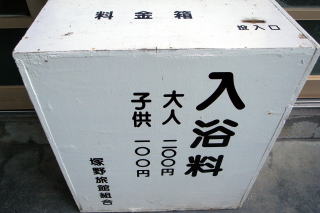 料金箱
投入口
入浴料
大人 二〇〇円
子供 一〇〇円
塚野旅館組合